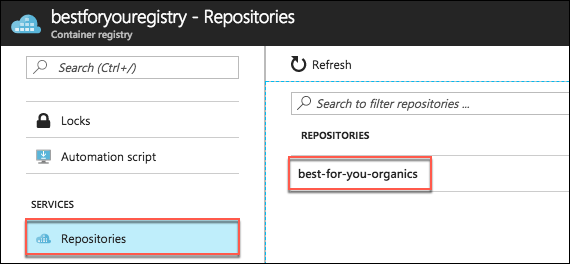 bestforyouregistry - Repositories
Container registry
Search (Ctrl+/)
Locks
Automation script
SERVICES
Repositories
Refresh
Search to filter repositories ...
REPOSITORIES
best-for-you-organics